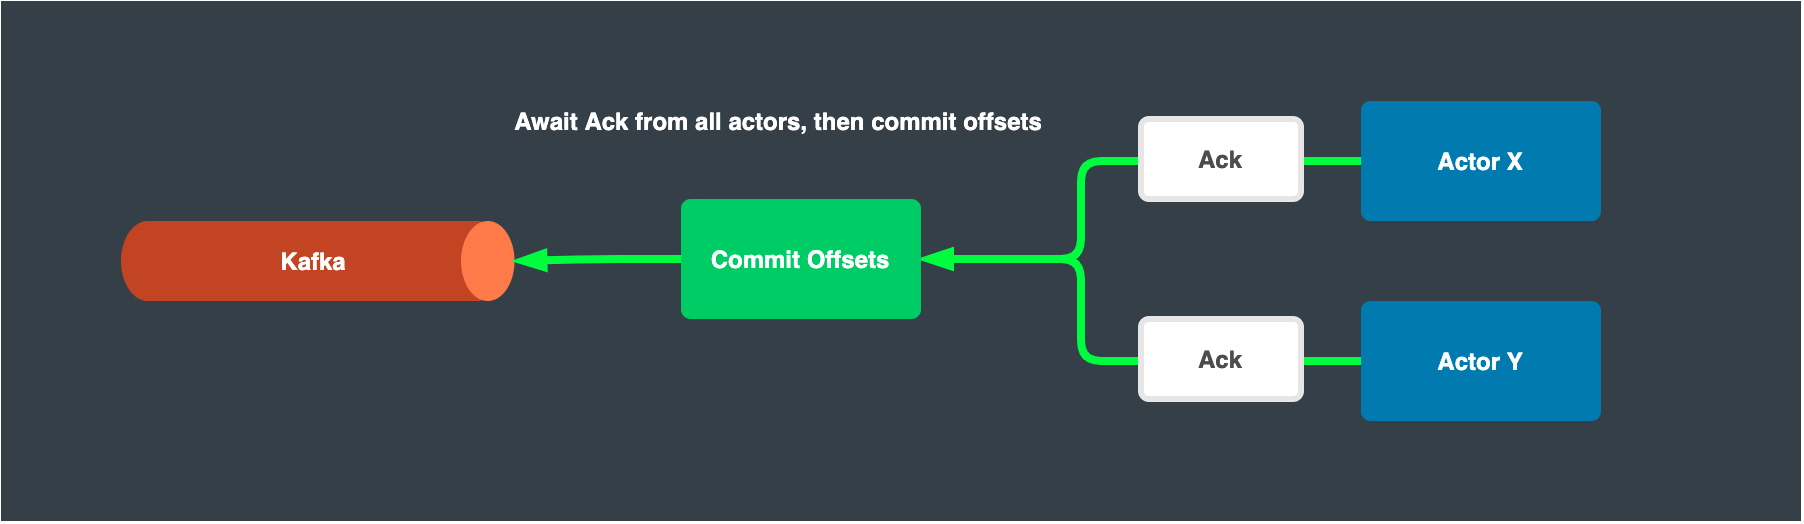 Await Ack from all actors, then commit offsets
Ack
Actor X
Kafka
Commit Offsets
Ack
Actor Y